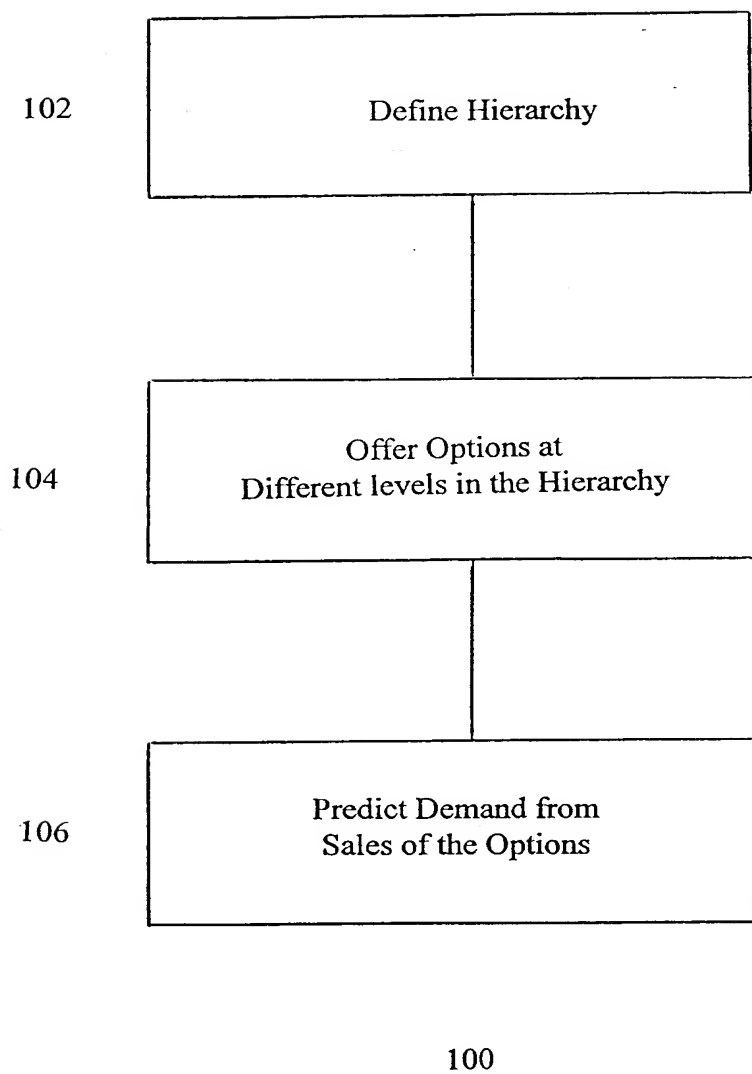 102
Define Hierarchy
104
Offer Options at
Different levels in the Hierarchy
106
Predict Demand from
Sales of the Options
100